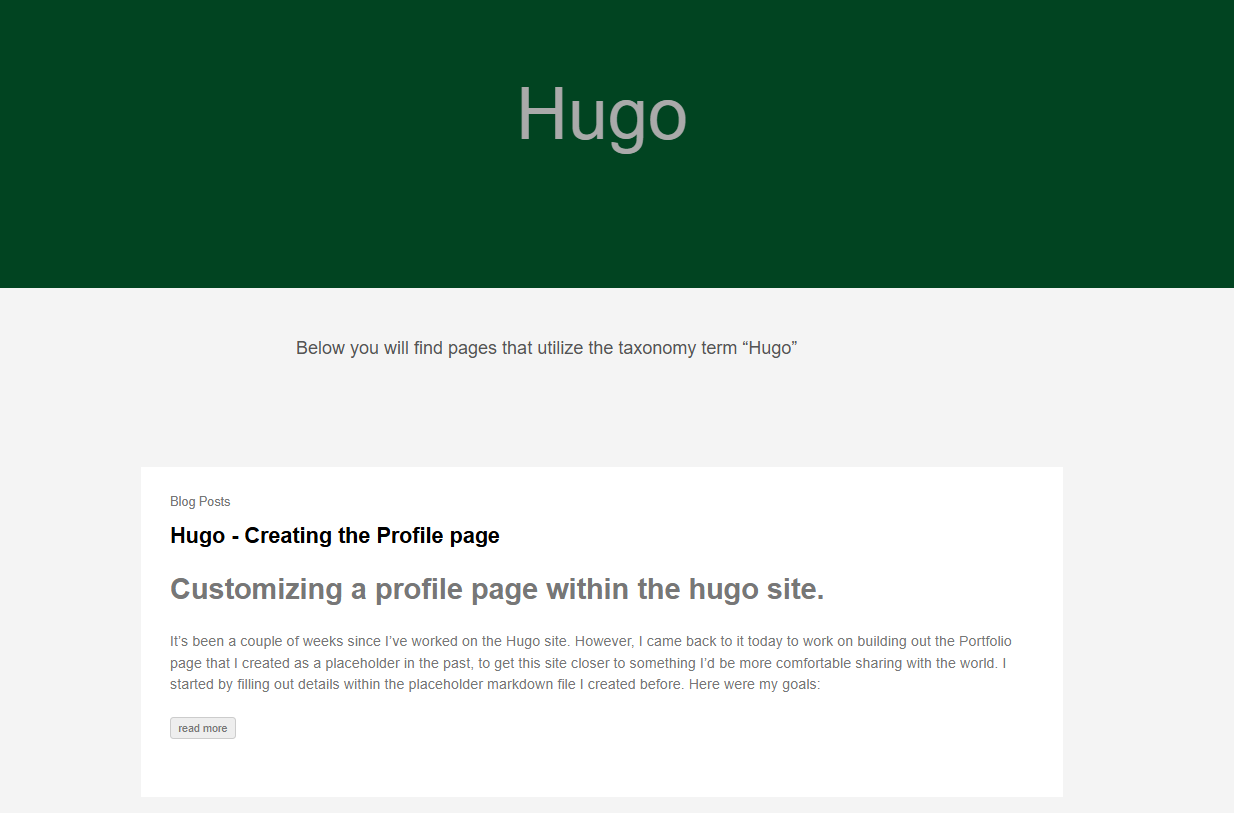 Hugo
Below you will find pages that utilize the taxonomy term “Hugo”
Blog Posts
Hugo - Creating the Profile page
Customizing a profile page within the hugo site.
It’s been a couple of weeks since I’ve worked on the Hugo site. However, I came back to it today to work on building out the Portfolio
page that I created as a placeholder in the past, to get this site closer to something I’d be more comfortable sharing with the world. I
started by filling out details within the placeholder markdown file I created before. Here were my goals:
read more